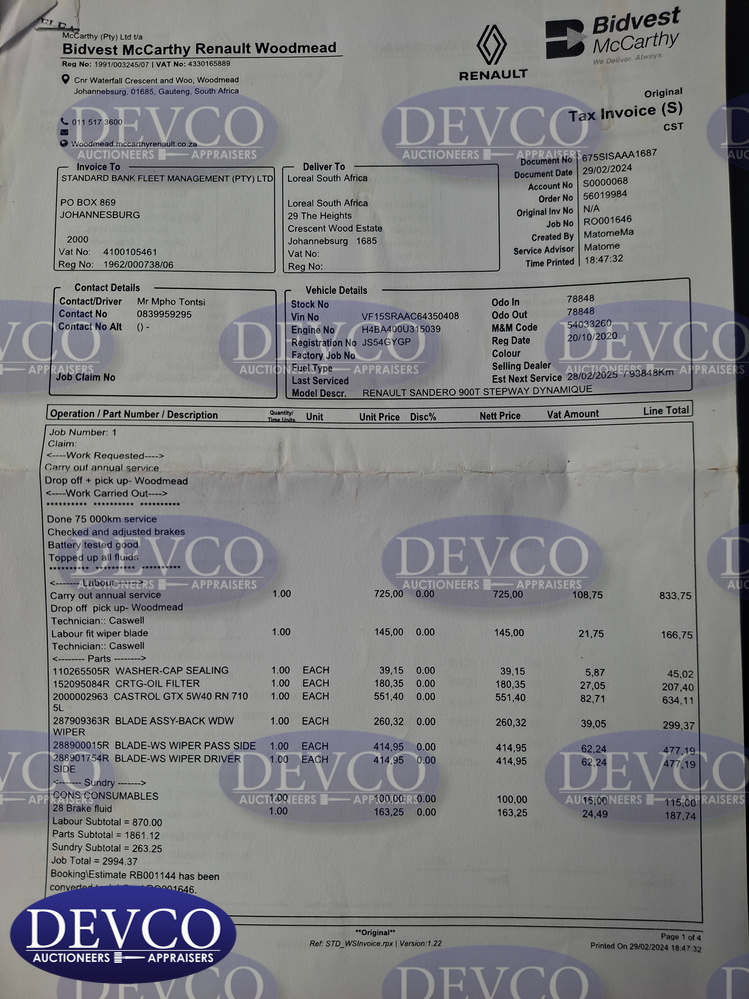 McCarthy (Pty) Ltd t/a
Bidvest McCarthy Renault Woodmead
Reg No: 1991/003245/07 | VAT No: 4330165889
Cnr Waterfall Crescent and Woo, Woodmead
Johannesburg, 01685, Gauteng, South Africa
011 517 3600
Woodmead.mccarthyrenault.co.za
RENAULT
Bidvest
McCarthy
We Deliver. Always.
Original
Tax Invoice (S)
CST
Document No 675SISAAA1687
Document Date 29/02/2024
Account No S0000068
Order No 56019984
Original Inv No N/A
Job No RO001646
Created By MatomeMa
Service Advisor Matome
Time Printed 18:47:32
Invoice To
STANDARD BANK FLEET MANAGEMENT (PTY) LTD
PO BOX 869
JOHANNESBURG
2000
Vat No: 4100105461
Reg No: 1962/000738/06
Deliver To
Loreal South Africa
Loreal South Africa
29 The Heights
Crescent Wood Estate
Johannesburg 1685
Vat No:
Reg No:
Contact Details
Contact/Driver Mr Mpho Tontsi
Contact No 0839959295
Contact No Alt () -
Job Claim No
Vehicle Details
Stock No
Vin No VF15SRAAC64350408
Engine No H4BA400U315039
Registration No JS54GYGP
Factory Job No
Fuel Type
Last Serviced
Model Descr. RENAULT SANDERO 900T STEPWAY DYNAMIQUE
Odo In 78848
Odo Out 78848
M&M Code 54033260
Reg Date 20/10/2020
Colour
Selling Dealer
Est Next Service 28/02/2025 / 93848Km
Operation / Part Number / Description Quantity/ Time Units Unit Unit Price Disc% Nett Price Vat Amount Line Total
Job Number: 1
Claim:
<----Work Requested---->
Carry out annual service
Drop off + pick up- Woodmead
<----Work Carried Out---->
********** ********** **********
Done 75 000km service
Checked and adjusted brakes
Battery tested good
Topped up all fluids
********** ********** **********
<------- Labour ------->
Carry out annual service 1.00 725,00 0.00 725,00 108,75 833,75
Drop off pick up- Woodmead
Technician:: Caswell
Labour fit wiper blade 1.00 145,00 0.00 145,00 21,75 166,75
Technician:: Caswell
<-------- Parts -------->
110265505R WASHER-CAP SEALING 1.00 EACH 39,15 0.00 39,15 5,87 45,02
152095084R CRTG-OIL FILTER 1.00 EACH 180,35 0.00 180,35 27,05 207,40
2000002963 CASTROL GTX 5W40 RN 710 1.00 EACH 551,40 0.00 551,40 82,71 634,11
5L
287909363R BLADE ASSY-BACK WDW 1.00 EACH 260,32 0.00 260,32 39,05 299,37
WIPER
288900015R BLADE-WS WIPER PASS SIDE 1.00 EACH 414,95 0.00 414,95 62,24 477,19
288901754R BLADE-WS WIPER DRIVER 1.00 EACH 414,95 0.00 414,95 62,24 477,19
SIDE
<------- Sundry ------->
CONS CONSUMABLES 1.00 100,00 0.00 100,00 15,00 115,00
28 Brake fluid 1.00 163,25 0.00 163,25 24,49 187,74
Labour Subtotal = 870.00
Parts Subtotal = 1861.12
Sundry Subtotal = 263.25
Job Total = 2994.37
Booking\Estimate RB001144 has been
"Original"
Ref: STD_WSInvoice.rpx | Version:1.22
Page 1 of 4
Printed On 29/02/2024 18:47:32
DEVCO
AUCTIONEERS APPRAISERS